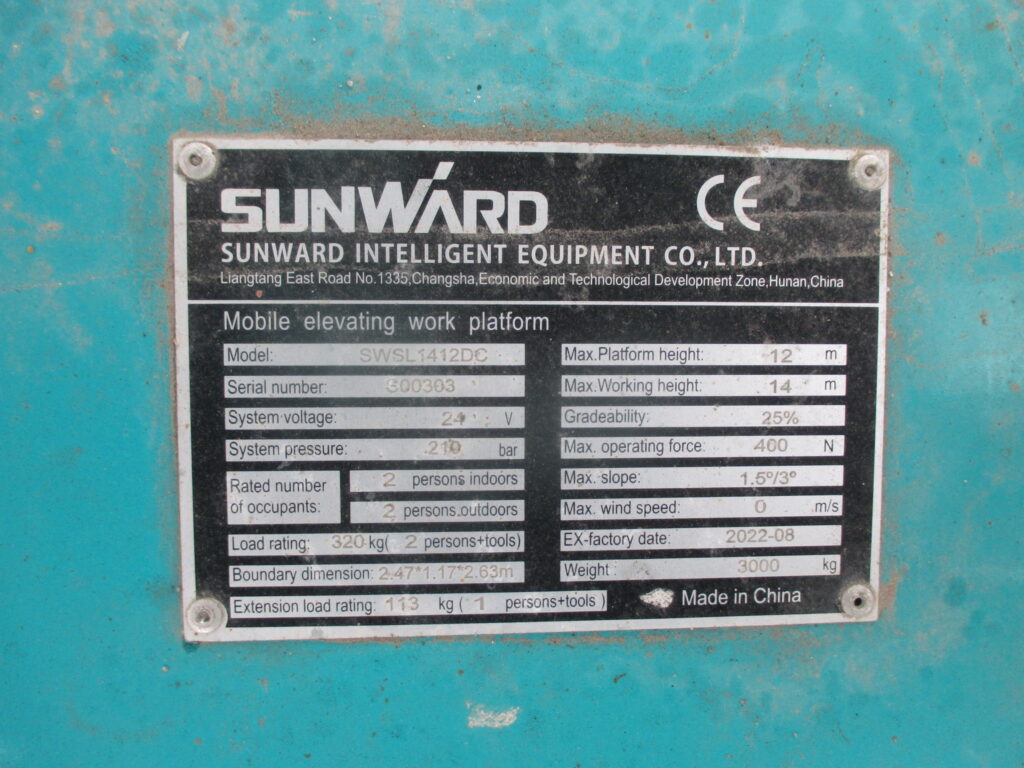 SUNWARD
CE
SUNWARD INTELLIGENT EQUIPMENT CO., LTD.
Liangtang East Road No.1335,Changsha,Economic and Technological Development Zone,Hunan,China
Mobile elevating work platform
Model: SWSL1412DC
Serial number: 300303
System voltage: 24 V
System pressure: 210 bar
Rated number of occupants:
2 persons indoors
2 persons.outdoors
Load rating: 320 kg( 2 persons+tools)
Boundary dimension: 2.47*1.17*2.63m
Extension load rating: 113 kg ( 1 persons+tools )
Max.Platform height: 12 m
Max.Working height: 14 m
Gradeability: 25%
Max. operating force: 400 N
Max. slope: 1.5°/3°
Max. wind speed: 0 m/s
EX-factory date: 2022-08
Weight : 3000 kg
Made in China